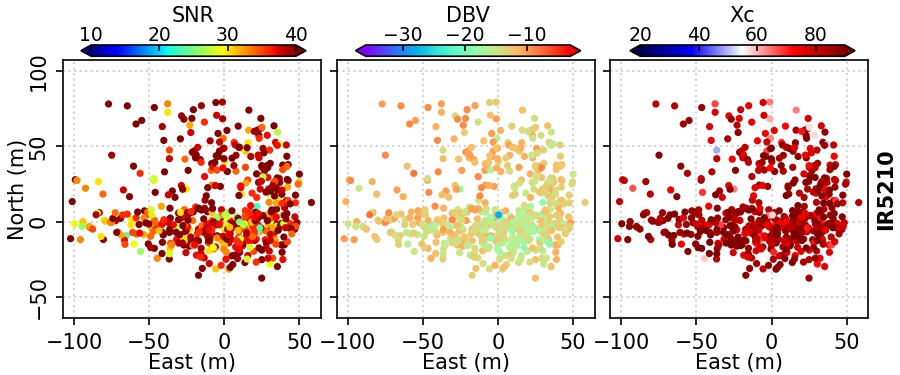 SNR DBV Xc
10 20 30 40 −30 −20 −10 20 40 60 80
100
50
0
−50
North (m)
−100 −50 0 50 −100 −50 0 50 −100 −50 0 50
East (m) East (m) East (m)
IR5210